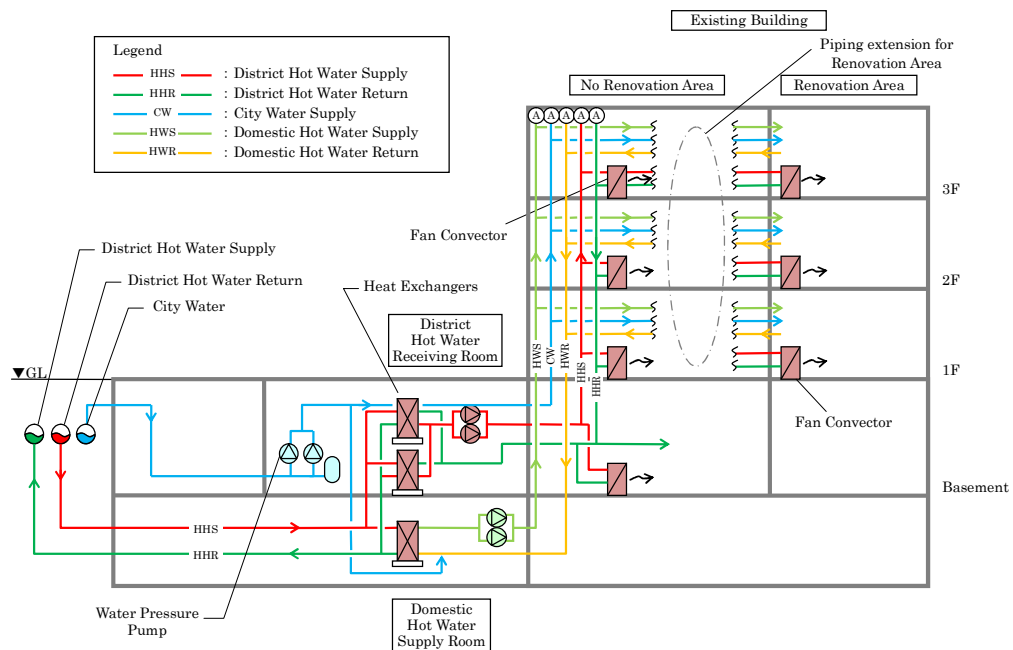 Existing Building
Legend
HHS : District Hot Water Supply
HHR : District Hot Water Return
CW : City Water Supply
HWS : Domestic Hot Water Supply
HWR : Domestic Hot Water Return
Piping extension for
Renovation Area
No Renovation Area
Renovation Area
A A A A A
3F
Fan Convector
District Hot Water Supply
District Hot Water Return
City Water
Heat Exchangers
2F
District
Hot Water
Receiving Room
HWS
CW
HWR
HHS
HHR
▼GL
1F
Fan Convector
Basement
HHS
HHR
Water Pressure
Pump
Domestic
Hot Water
Supply Room